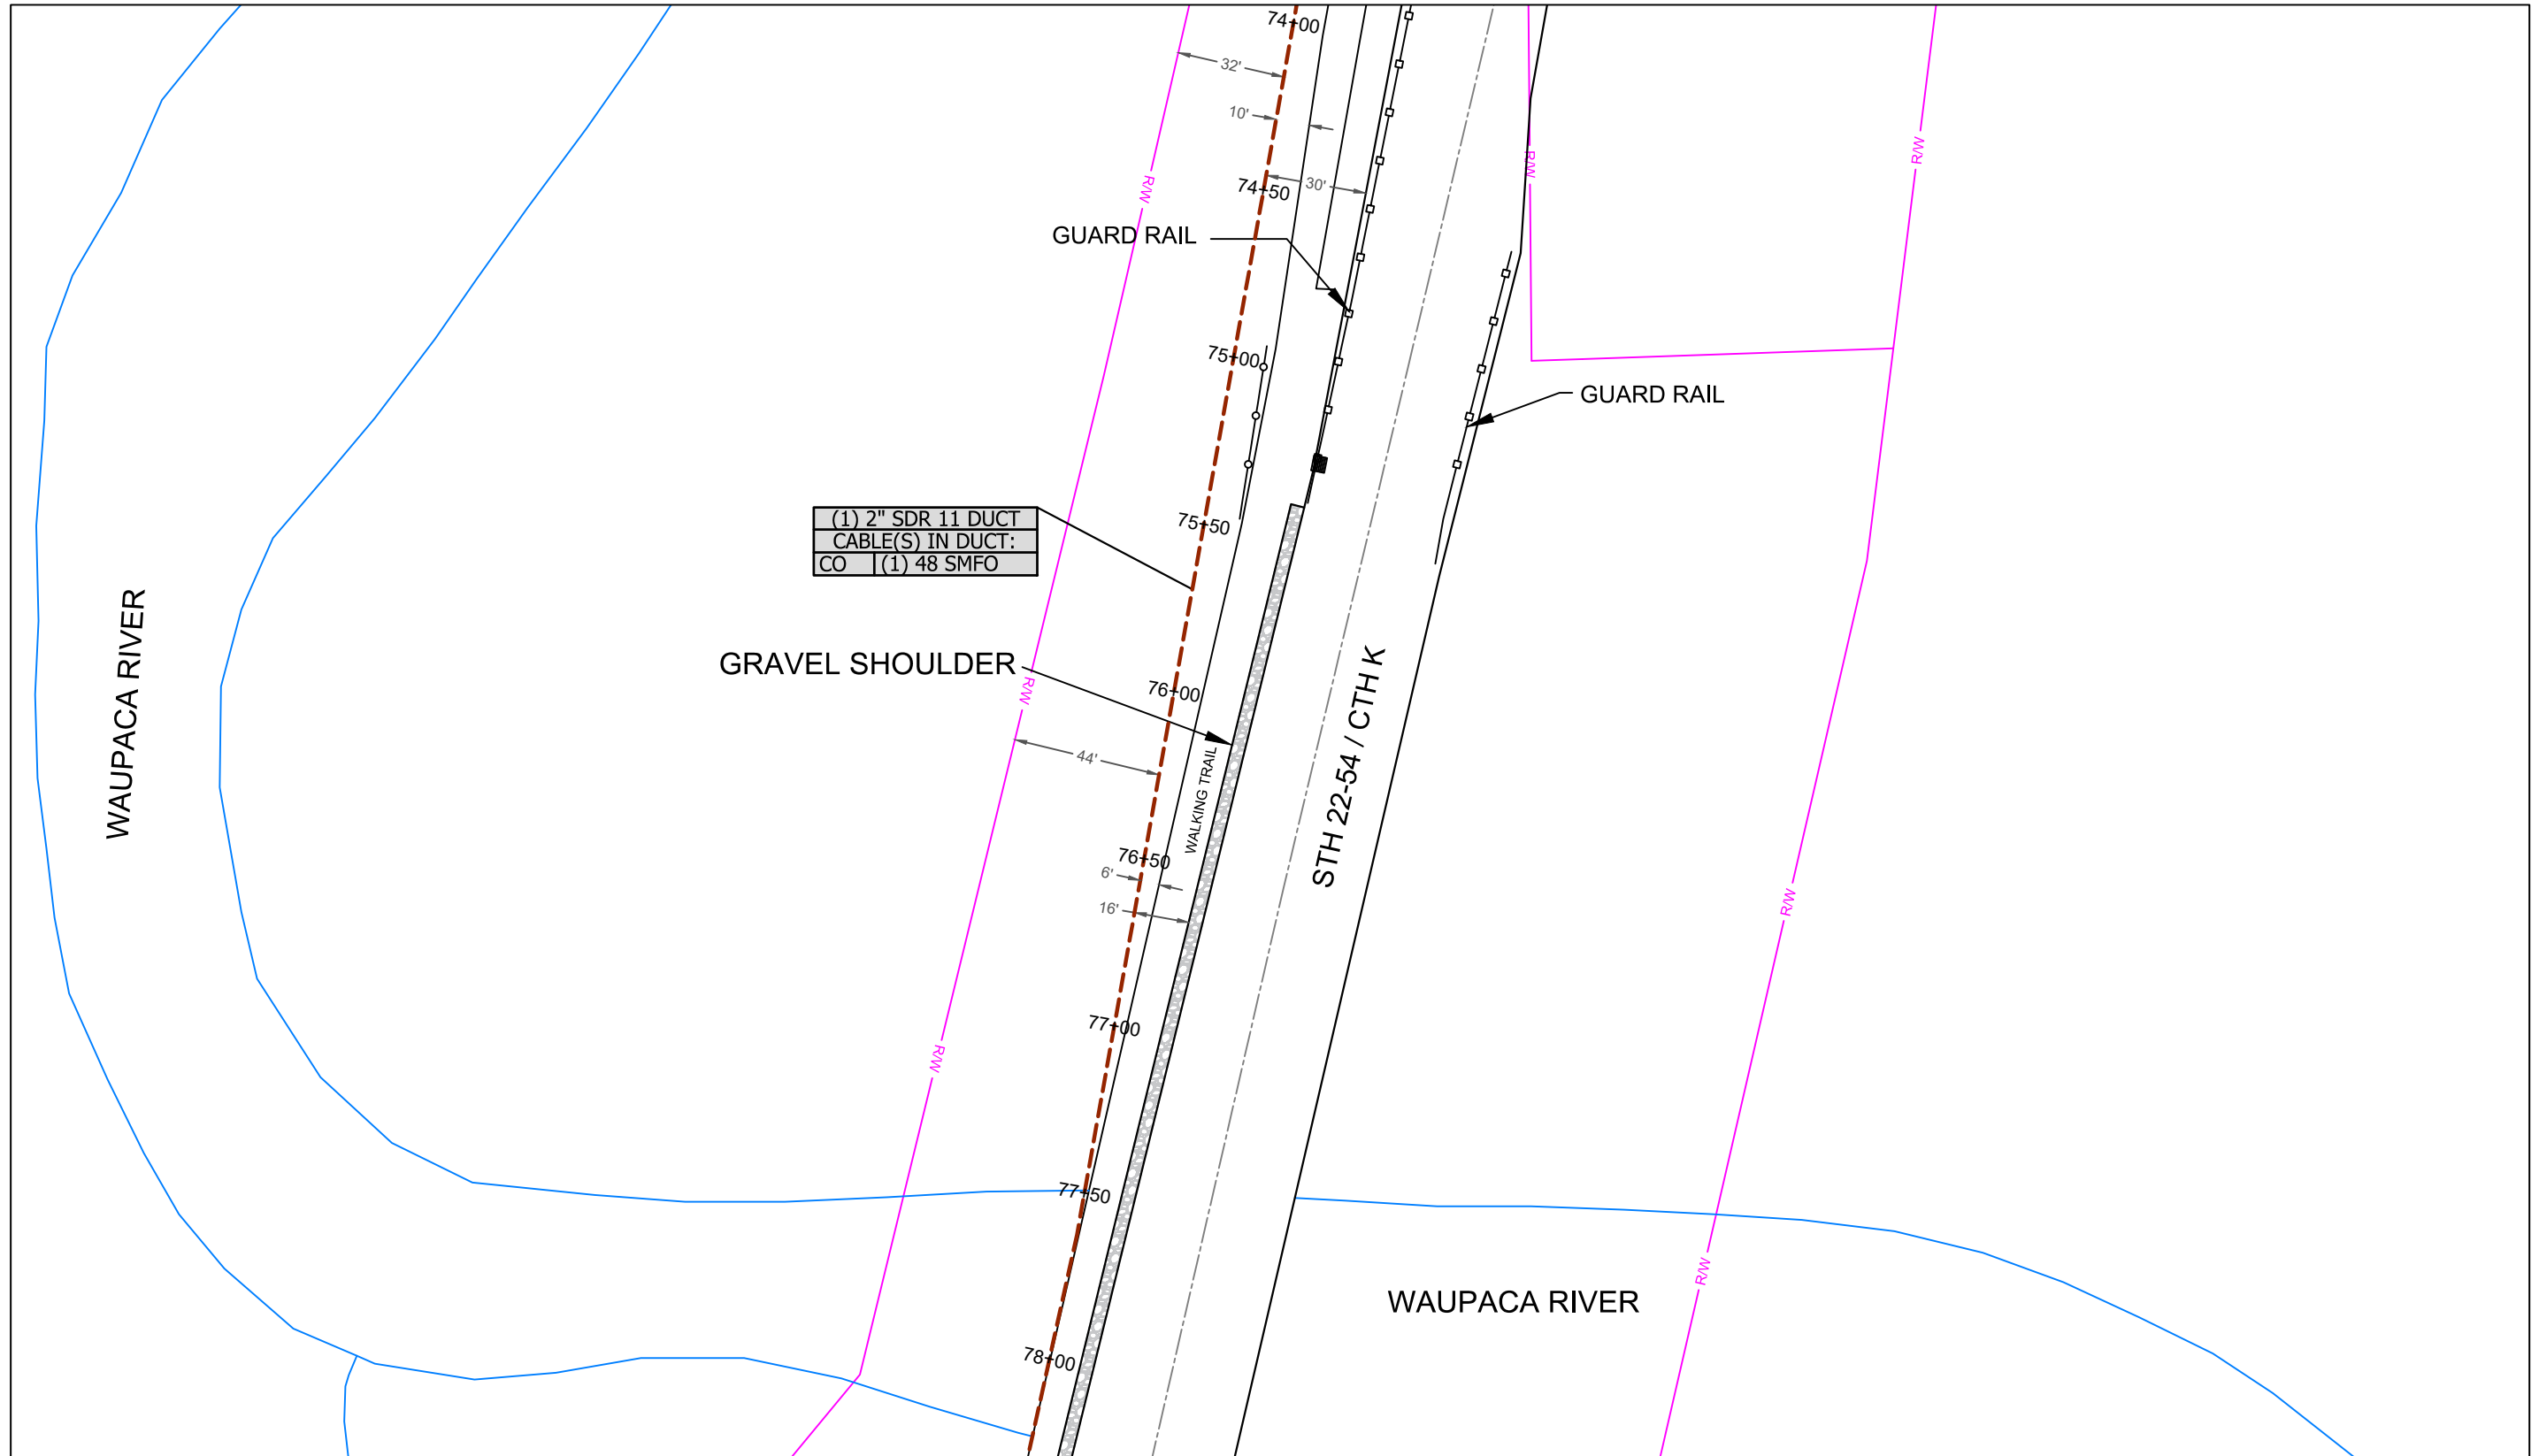 74+00
32'
10'
R/W
R/W
R/W
74+50
30'
GUARD RAIL
75+00
GUARD RAIL
(1) 2" SDR 11 DUCT
CABLE(S) IN DUCT:
CO (1) 48 SMFO
75+50
WAUPACA RIVER
GRAVEL SHOULDER
R/W
76+00
STH 22-54 / CTH K
44'
WALKING TRAIL
76+50
6'
16'
R/W
77+00
R/W
77+50
R/W
WAUPACA RIVER
78+00